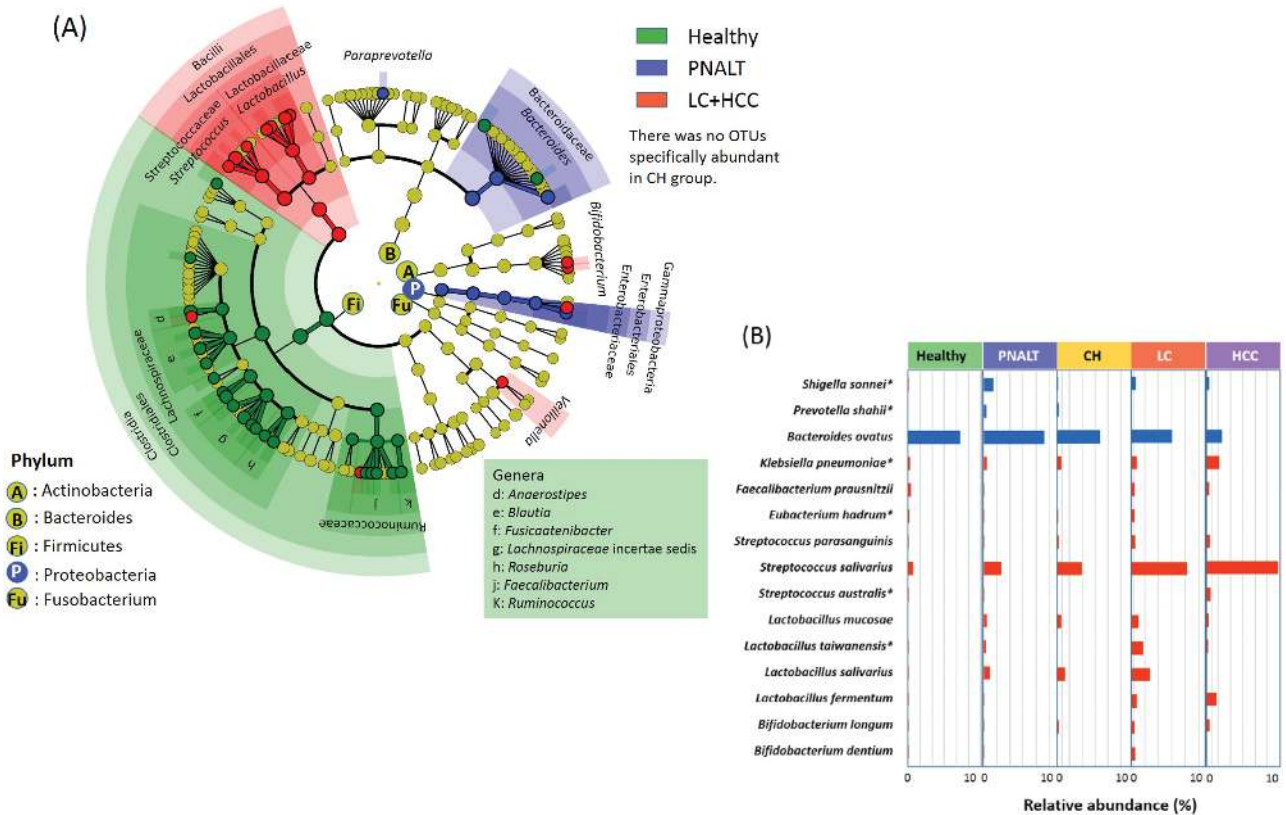 (A)
Healthy
PNALT
LC+HCC
There was no OTUs
specifically abundant
in CH group.
Bacilli
Lactobacillales
Lactobacillaceae
Lactobacillus
Streptococcaceae
Streptococcus
Paraprevotella
Bacteroidaceae
Bacteroides
Bifidobacterium
Gammaproteobacteria
Enterobacteriales
Enterobacteriaceae
Veillonella
B
A
P
Fu
Fi
Clostridia
Clostridiales
Lachnospiraceae
Ruminococcaceae
d
e
f
g
h
j
k
Phylum
A : Actinobacteria
B : Bacteroides
Fi : Firmicutes
P : Proteobacteria
Fu : Fusobacterium
Genera
d: Anaerostipes
e: Blautia
f: Fusicaatenibacter
g: Lachnospiraceae incertae sedis
h: Roseburia
j: Faecalibacterium
K: Ruminococcus
(B)
Healthy PNALT CH LC HCC
Shigella sonnei*
Prevotella shahii*
Bacteroides ovatus
Klebsiella pneumoniae*
Faecalibacterium prausnitzii
Eubacterium hadrum*
Streptococcus parasanguinis
Streptococcus salivarius
Streptococcus australis*
Lactobacillus mucosae
Lactobacillus taiwanensis*
Lactobacillus salivarius
Lactobacillus fermentum
Bifidobacterium longum
Bifidobacterium dentium
0 10 0 10 0 10 0 10 0 10
Relative abundance (%)